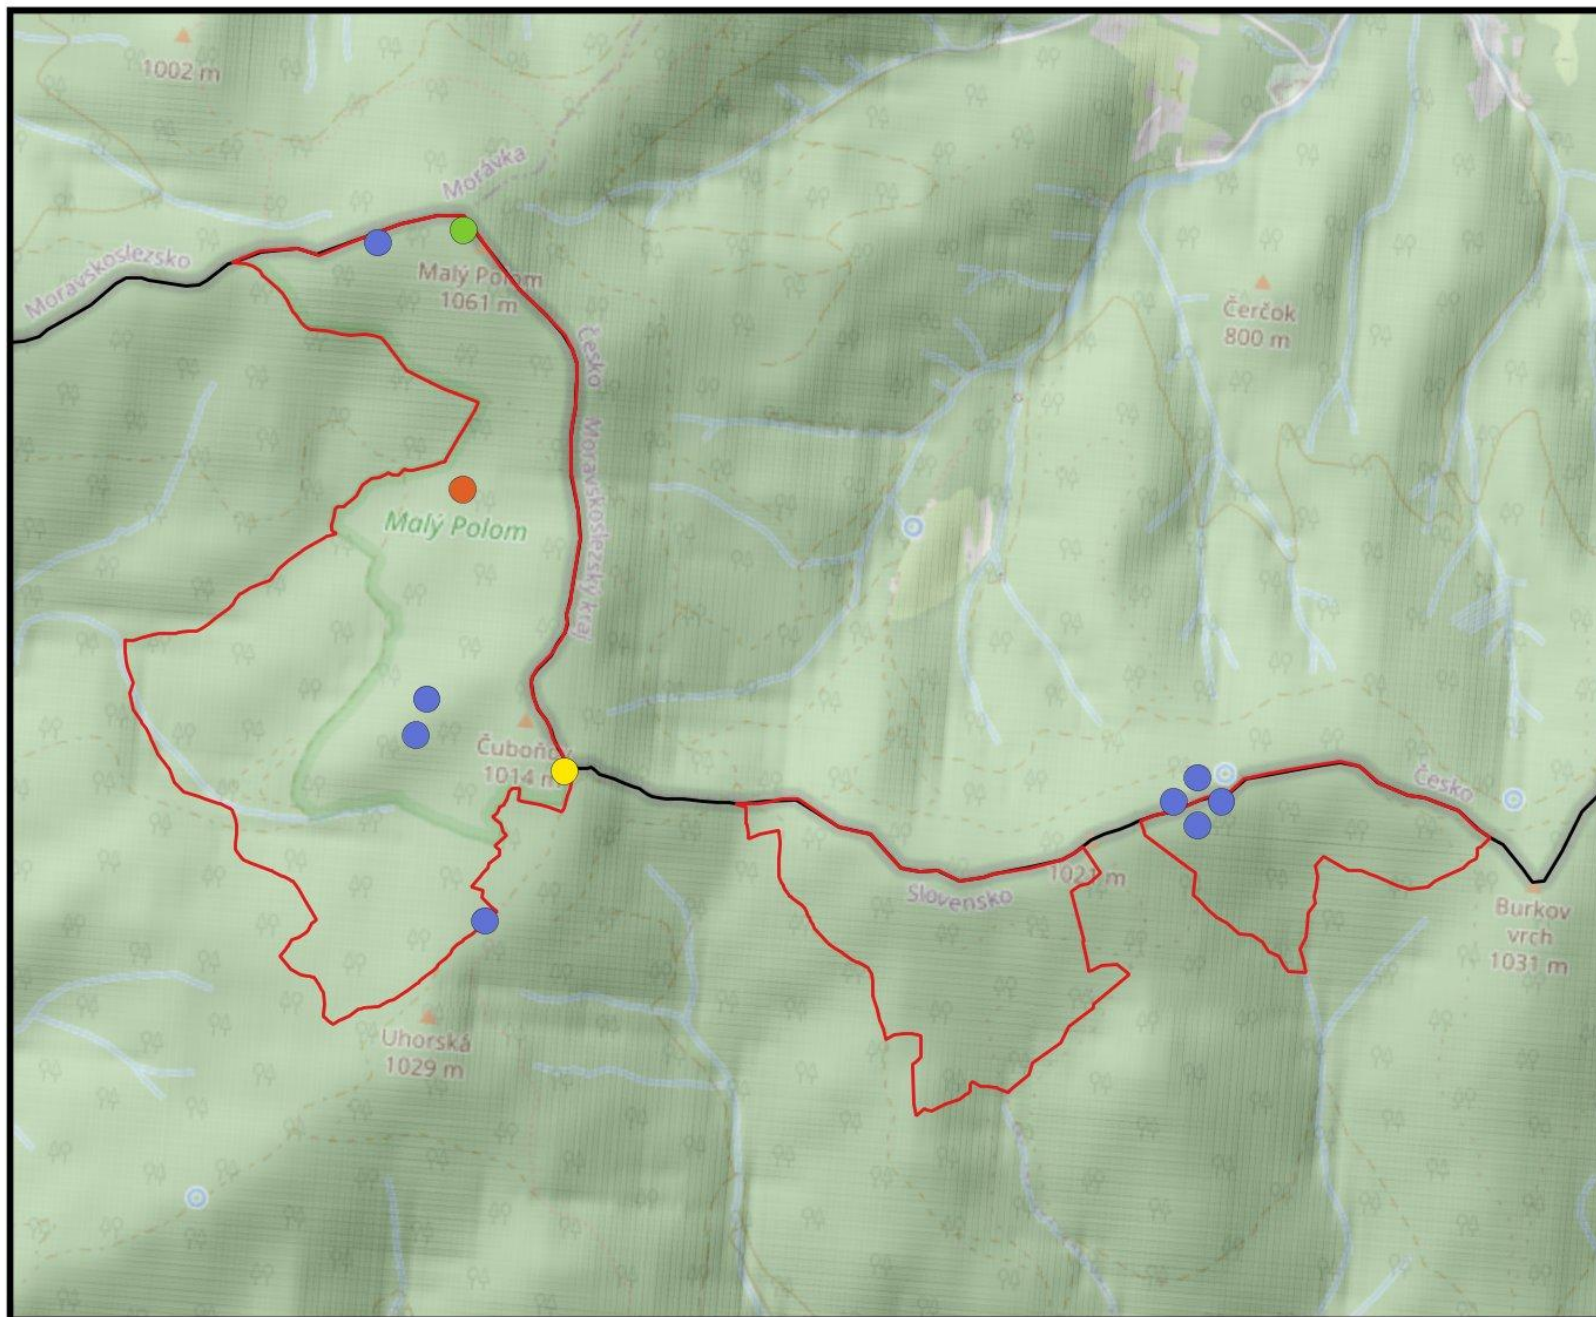 1002 m
Morávka
Moravskoslezsko
Malý Polom
1061 m
Česko
Moravskoslezský kraj
Čerčok
800 m
Malý Polom
Čuboňov
1014 m
Česko
Slovensko
1021 m
Burkov
vrch
1031 m
Uhorská
1029 m